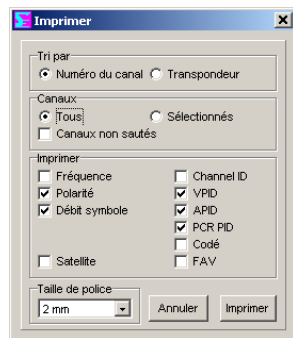 Imprimer
Tri par
Numéro du canal Transpondeur
Canaux
Tous Sélectionnés
Canaux non sautés
Imprimer
Fréquence Channel ID
Polarité VPID
Débit symbole APID
PCR PID
Codé
Satellite FAV
Taille de police
2 mm Annuler Imprimer